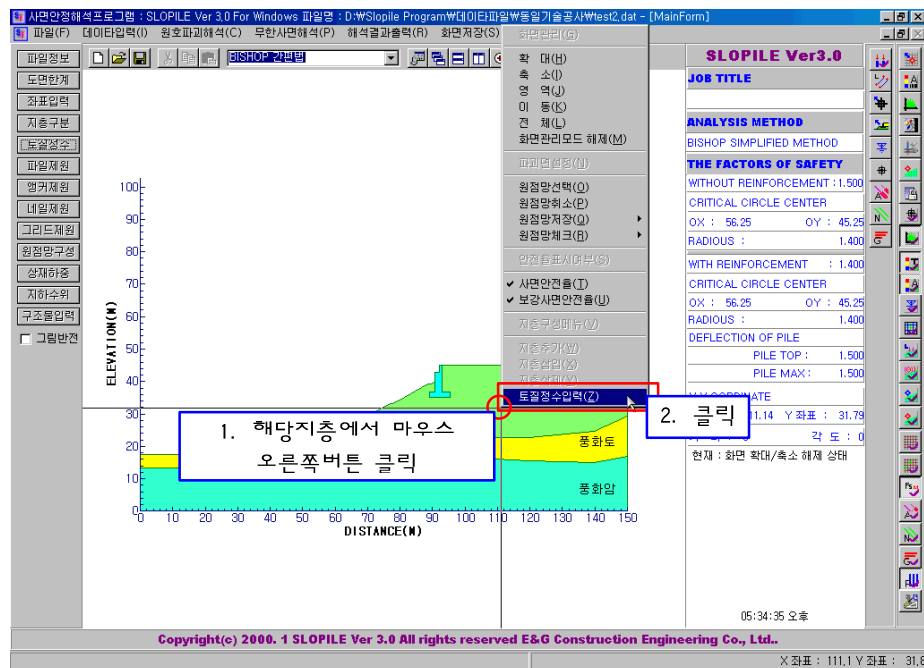 사면안정해석프로그램 : SLOPILE Ver 3.0 For Windows 파일명 : D:₩Slopile Program₩데이터파일₩동일기술공사₩test2.dat - [MainForm]
파일(F) 데이터입력(I) 원호파괴해석(C) 무한사면해석(P) 해석결과출력(R) 화면저장(S)
BISHOP 간편법
파일정보
도면한계
좌표입력
지층구분
토질정수
파일제원
앵커제원
네일제원
그리드제원
원점망구성
상재하중
지하수위
구조물입력
그림반전
화면관리(G)
확 대(H)
축 소(I)
영 역(J)
이 동(K)
전 체(L)
화면관리모드 해제(M)
파괴면설정(N)
원점망선택(O)
원점망취소(P)
원점망저장(Q)
원점망체크(R)
안전율표시여부(S)
사면안전율(T)
보강사면안전율(U)
지층구성메뉴(V)
지층추가(W)
지층삽입(X)
지층삭제(Y)
토질정수입력(Z)
ELEVATION(M)
100
90
80
70
60
50
40
30
20
10
0
0 10 20 30 40 50 60 70 80 90 100 110 120 130 140 150
DISTANCE(M)
1. 해당지층에서 마우스
오른쪽버튼 클릭
2. 클릭
풍화토
풍화암
SLOPILE Ver3.0
JOB TITLE
ANALYSIS METHOD
BISHOP SIMPLIFIED METHOD
THE FACTORS OF SAFETY
WITHOUT REINFORCEMENT : 1.500
CRITICAL CIRCLE CENTER
OX : 56.25 OY : 45.25
RADIOUS : 1.400
WITH REINFORCEMENT : 1.400
CRITICAL CIRCLE CENTER
OX : 56.25 OY : 45.25
RADIOUS : 1.400
DEFLECTION OF PILE
PILE TOP : 1.500
PILE MAX : 1.500
11.14 Y 좌표 : 31.79
각 도 : 0
현재 : 화면 확대/축소 해제 상태
05:34:35 오후
Copyright(c) 2000. 1 SLOPILE Ver 3.0 All rights reserved E&G Construction Engineering Co., Ltd..
X 좌표 : 111.1 Y 좌표 : 31.8